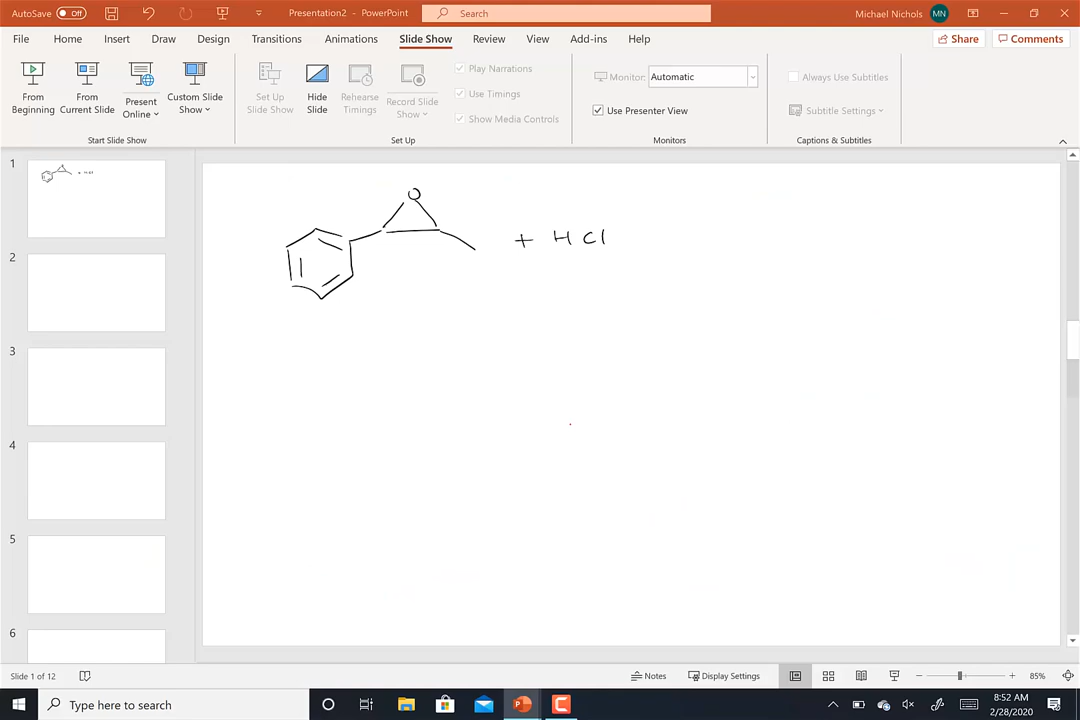 AutoSave Off Presentation2 - PowerPoint Search Michael Nichols MN
File Home Insert Draw Design Transitions Animations Slide Show Review View Add-ins Help Share Comments
From Beginning
From Current Slide
Present Online
Custom Slide Show
Start Slide Show
Set Up Slide Show
Hide Slide
Rehearse Timings
Record Slide Show
Play Narrations
Use Timings
Show Media Controls
Set Up
Monitor: Automatic
Use Presenter View
Monitors
Always Use Subtitles
Subtitle Settings
Captions & Subtitles
1
2
3
4
5
6
O
+ H Cl
Slide 1 of 12 Notes Display Settings 85%
Type here to search
8:52 AM
2/28/2020